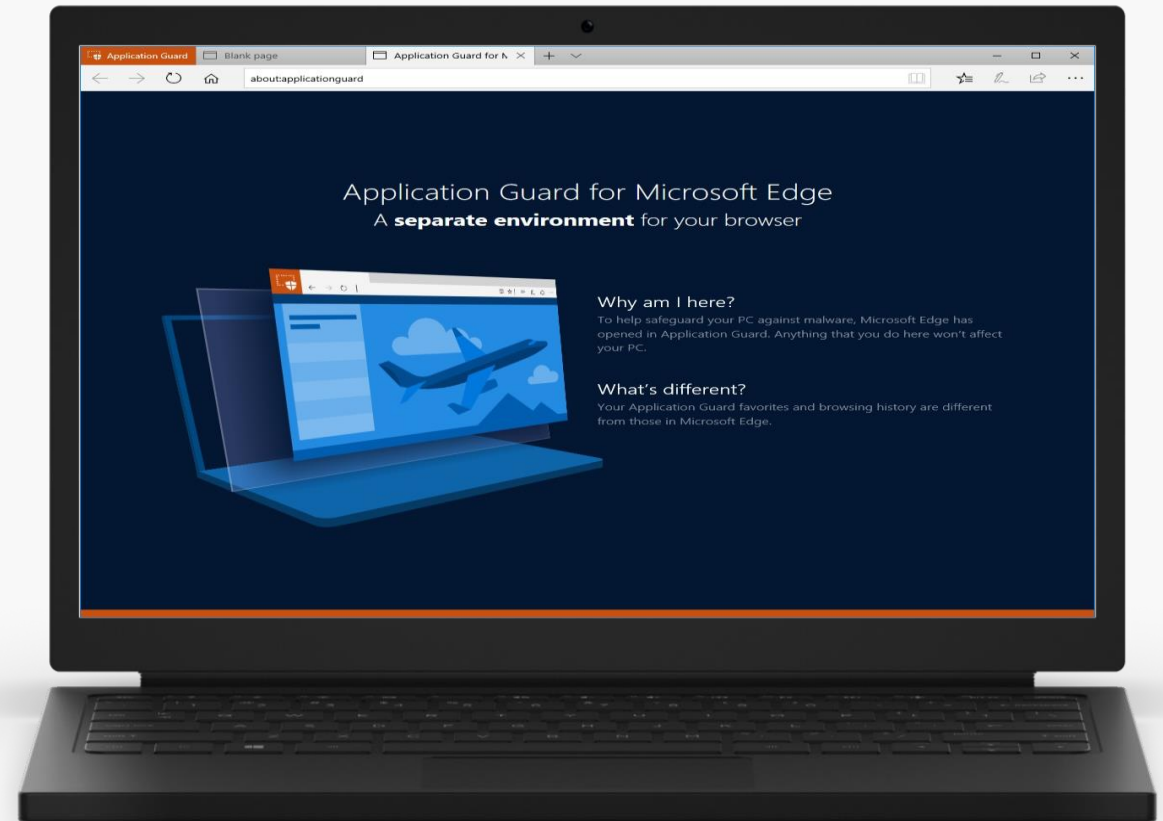 Application Guard
Blank page
Application Guard for
about:applicationguard
Application Guard for Microsoft Edge
A separate environment for your browser
Why am I here?
To help safeguard your PC against malware, Microsoft Edge has
opened in Application Guard. Anything that you do here won't affect
your PC.
What's different?
Your Application Guard favorites and browsing history are different
from those in Microsoft Edge.